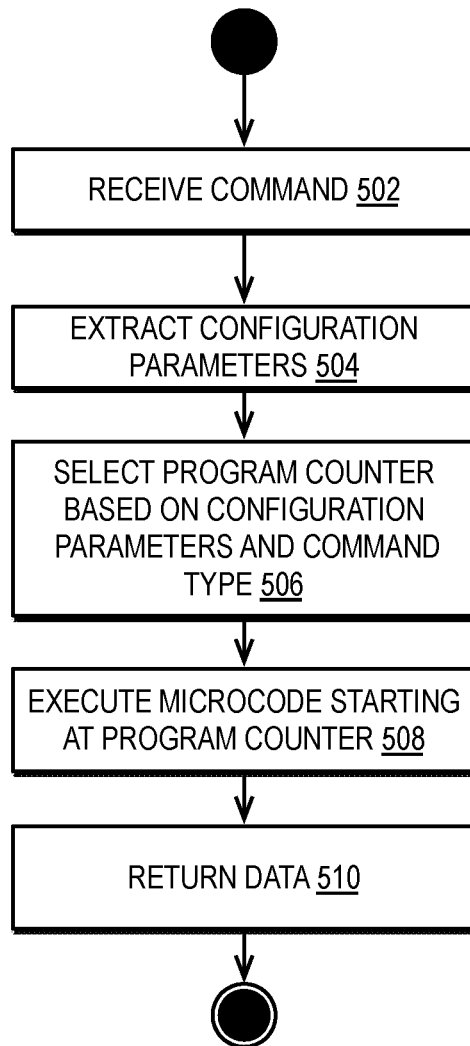 RECEIVE COMMAND 502
EXTRACT CONFIGURATION
PARAMETERS 504
SELECT PROGRAM COUNTER
BASED ON CONFIGURATION
PARAMETERS AND COMMAND
TYPE 506
EXECUTE MICROCODE STARTING
AT PROGRAM COUNTER 508
RETURN DATA 510